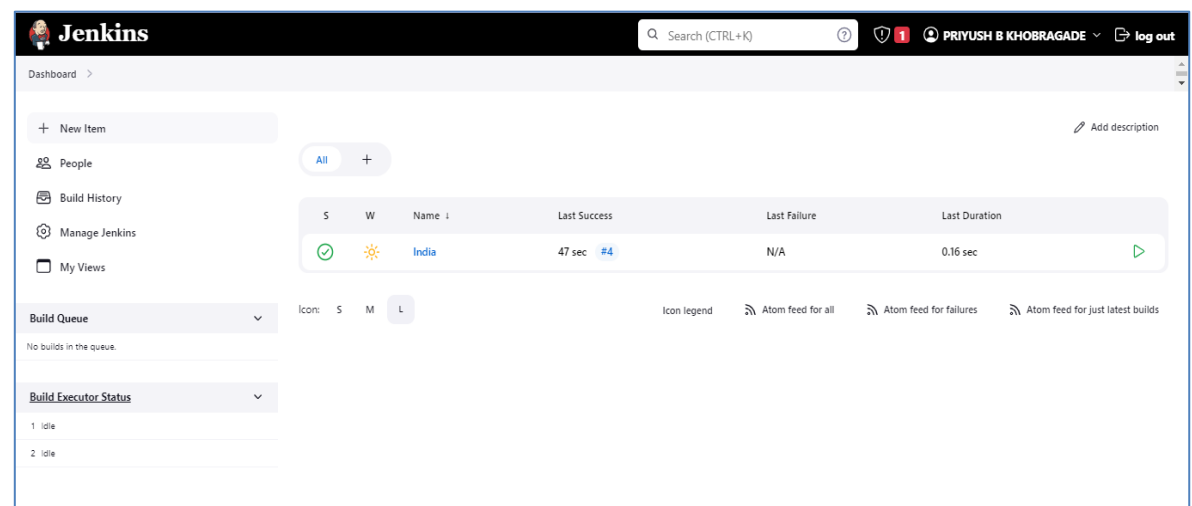 Jenkins
Search (CTRL+K)
?
1
PRIYUSH B KHOBRAGADE
log out
Dashboard
New Item
People
Build History
Manage Jenkins
My Views
Build Queue
No builds in the queue.
Build Executor Status
1 Idle
2 Idle
Add description
All +
S W Name ↓ Last Success Last Failure Last Duration
India 47 sec #4 N/A 0.16 sec
Icon: S M L
Icon legend Atom feed for all Atom feed for failures Atom feed for just latest builds